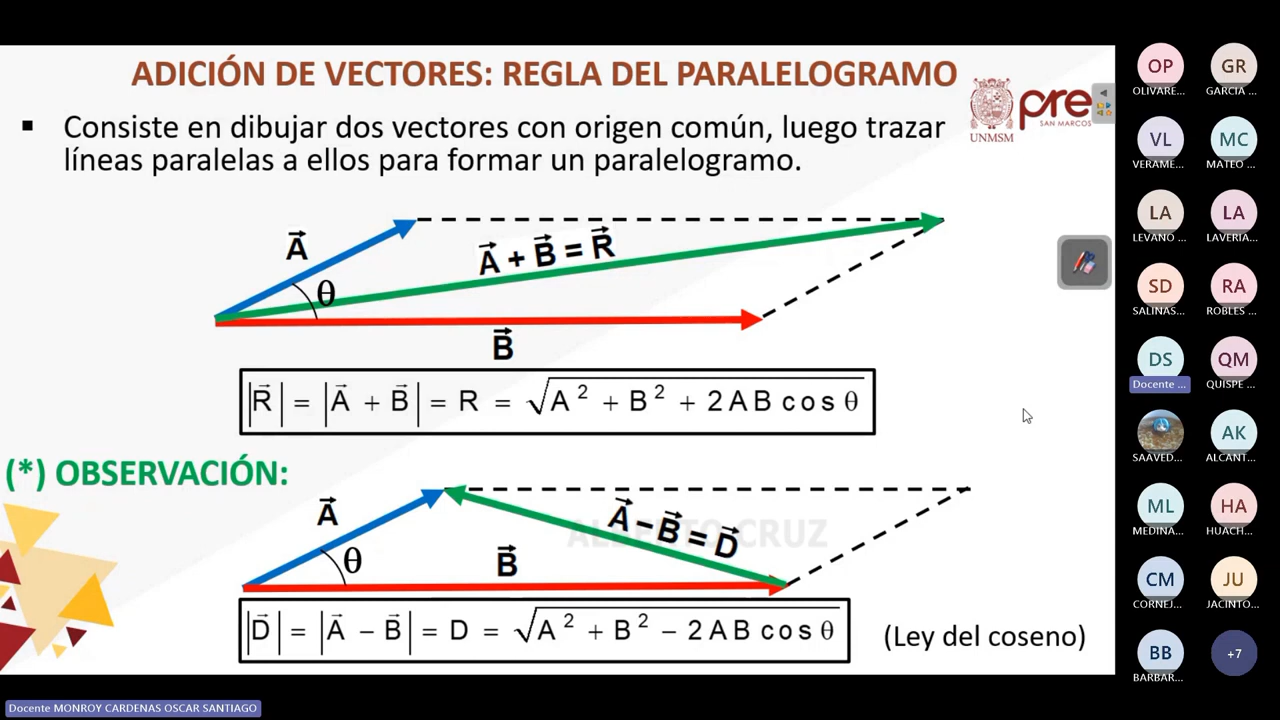 ADICIÓN DE VECTORES: REGLA DEL PARALELOGRAMO
UNMSM
pre
SAN MARCOS
▪ Consiste en dibujar dos vectores con origen común, luego trazar
líneas paralelas a ellos para formar un paralelogramo.
A⃗
A⃗ + B⃗ = R⃗
θ
B⃗
|R⃗| = |A⃗ + B⃗| = R = √(A² + B² + 2AB cos θ)
(*) OBSERVACIÓN:
A⃗
A⃗ − B⃗ = D⃗
ALBERTO CRUZ
θ
B⃗
|D⃗| = |A⃗ − B⃗| = D = √(A² + B² − 2AB cos θ)
(Ley del coseno)
OP GR
OLIVARE... GARCIA ...
VL MC
VERAME... MATEO ...
LA LA
LEVANO ... LAVERIA...
SD RA
SALINAS... ROBLES ...
DS QM
Docente ... QUISPE ...
AK
SAAVED... ALCANT...
ML HA
MEDINA... HUACH...
CM JU
CORNEJ... JACINTO...
BB +7
BARBAR...
Docente MONROY CARDENAS OSCAR SANTIAGO